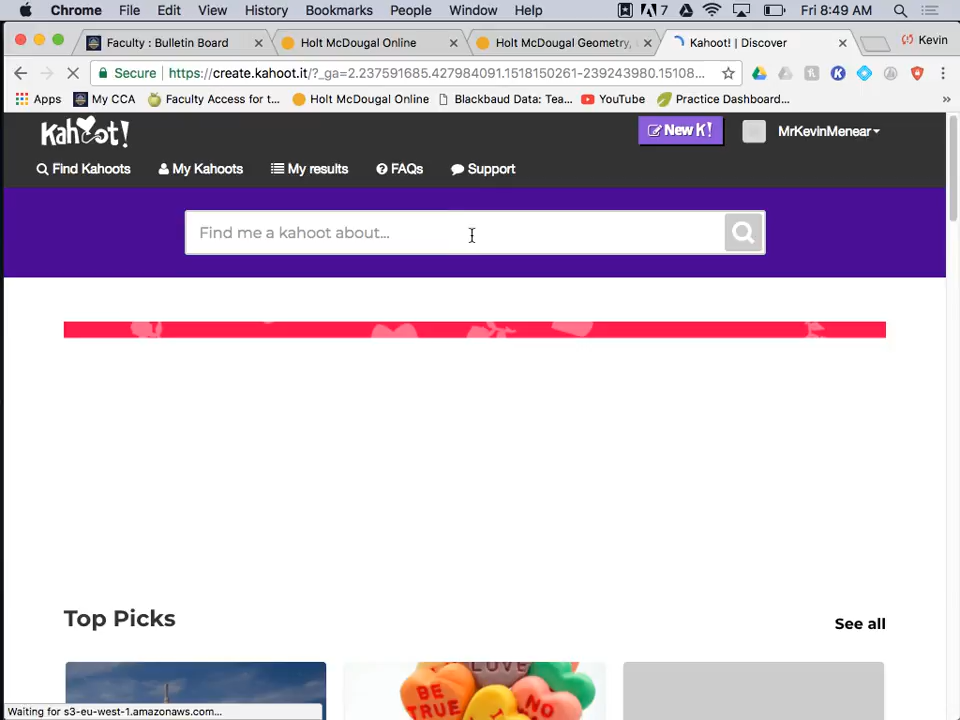 Chrome File Edit View History Bookmarks People Window Help 7 Fri 8:49 AM
Faculty : Bulletin Board Holt McDougal Online Holt McDougal Geometry, Kahoot! | Discover Kevin
Secure https://create.kahoot.it/?_ga=2.237591685.427984091.1518150261-239243980.15108...
Apps My CCA Faculty Access for t... Holt McDougal Online Blackbaud Data: Tea... YouTube Practice Dashboard... »
Kahoot! New K! MrKevinMenear
Find Kahoots My Kahoots My results FAQs Support
Find me a kahoot about...
Top Picks See all
LOVE
BE TRUE
NO
Waiting for s3-eu-west-1.amazonaws.com...